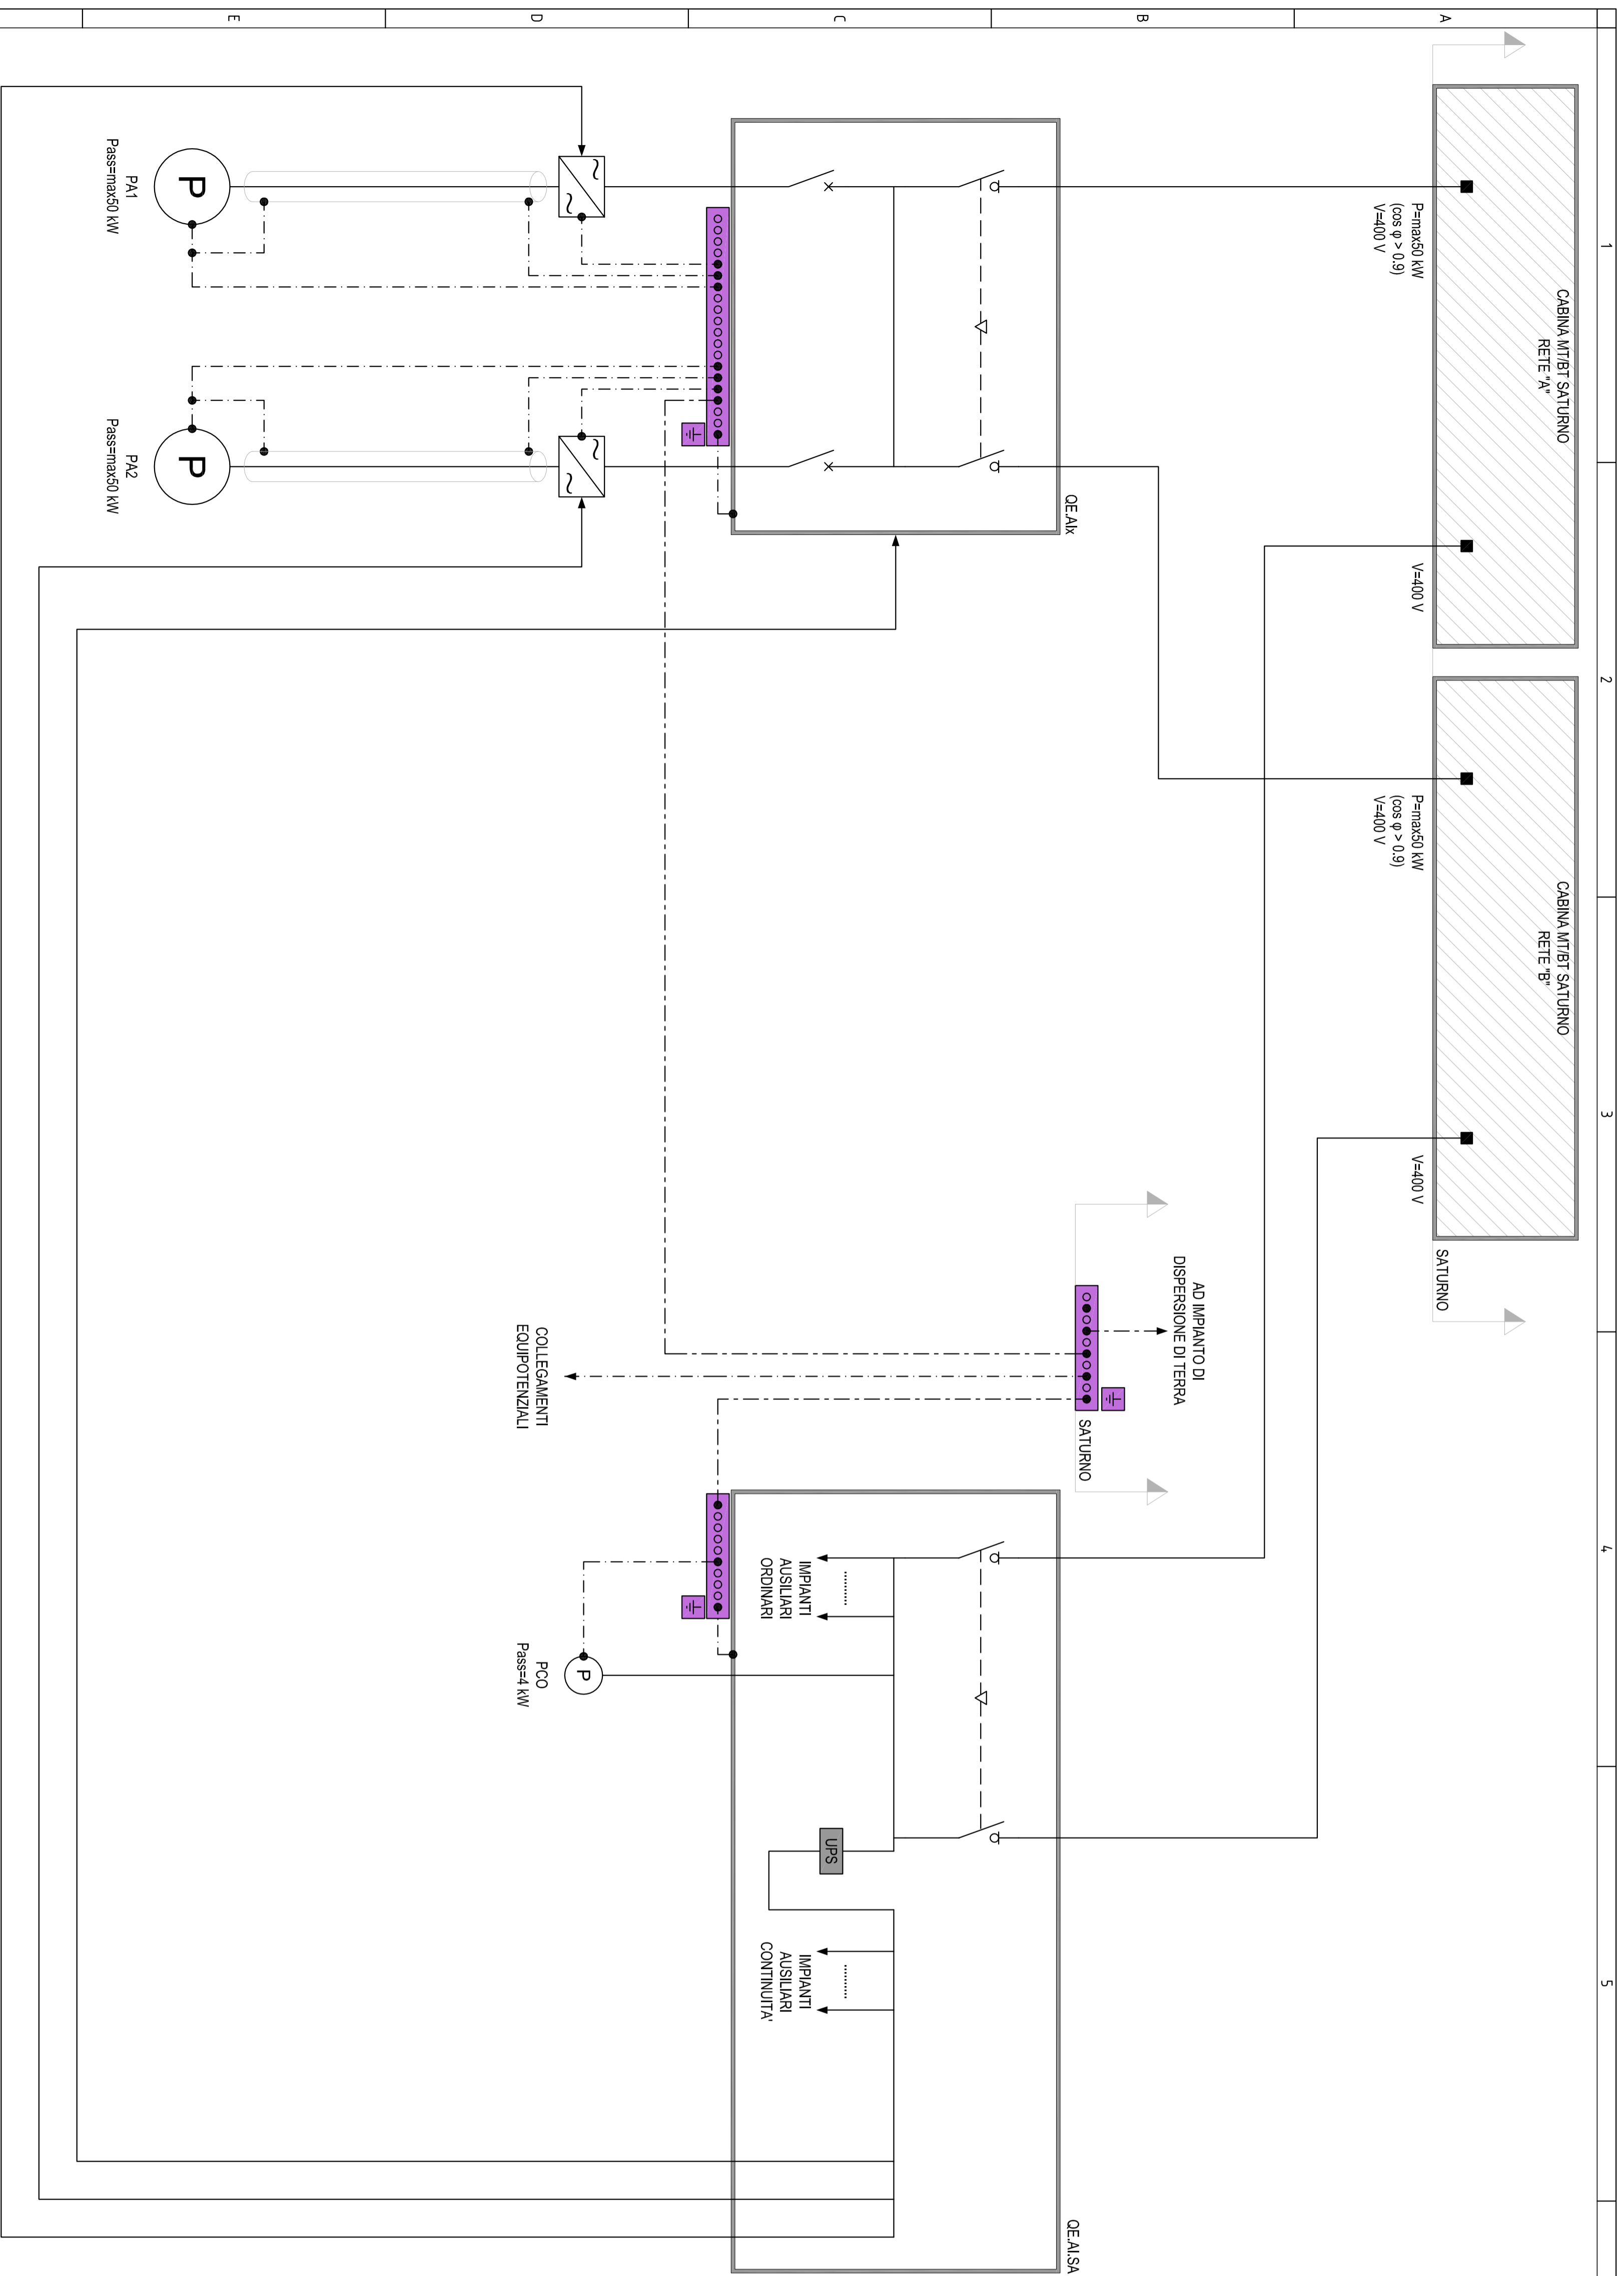 1
2
3
4
5
A
B
C
D
E
CABINA MT/BT SATURNO
RETE "A"
CABINA MT/BT SATURNO
RETE "B"
P=max50 kW
(cos φ > 0.9)
V=400 V
V=400 V
P=max50 kW
(cos φ > 0.9)
V=400 V
V=400 V
SATURNO
AD IMPIANTO DI
DISPERSIONE DI TERRA
SATURNO
QE.AIx
QE.AI.SA
COLLEGAMENTI
EQUIPOTENZIALI
..........
IMPIANTI
AUSILIARI
ORDINARI
UPS
..........
IMPIANTI
AUSILIARI
CONTINUITA'
P
PCO
Pass=4 kW
P
PA1
Pass=max50 kW
P
PA2
Pass=max50 kW